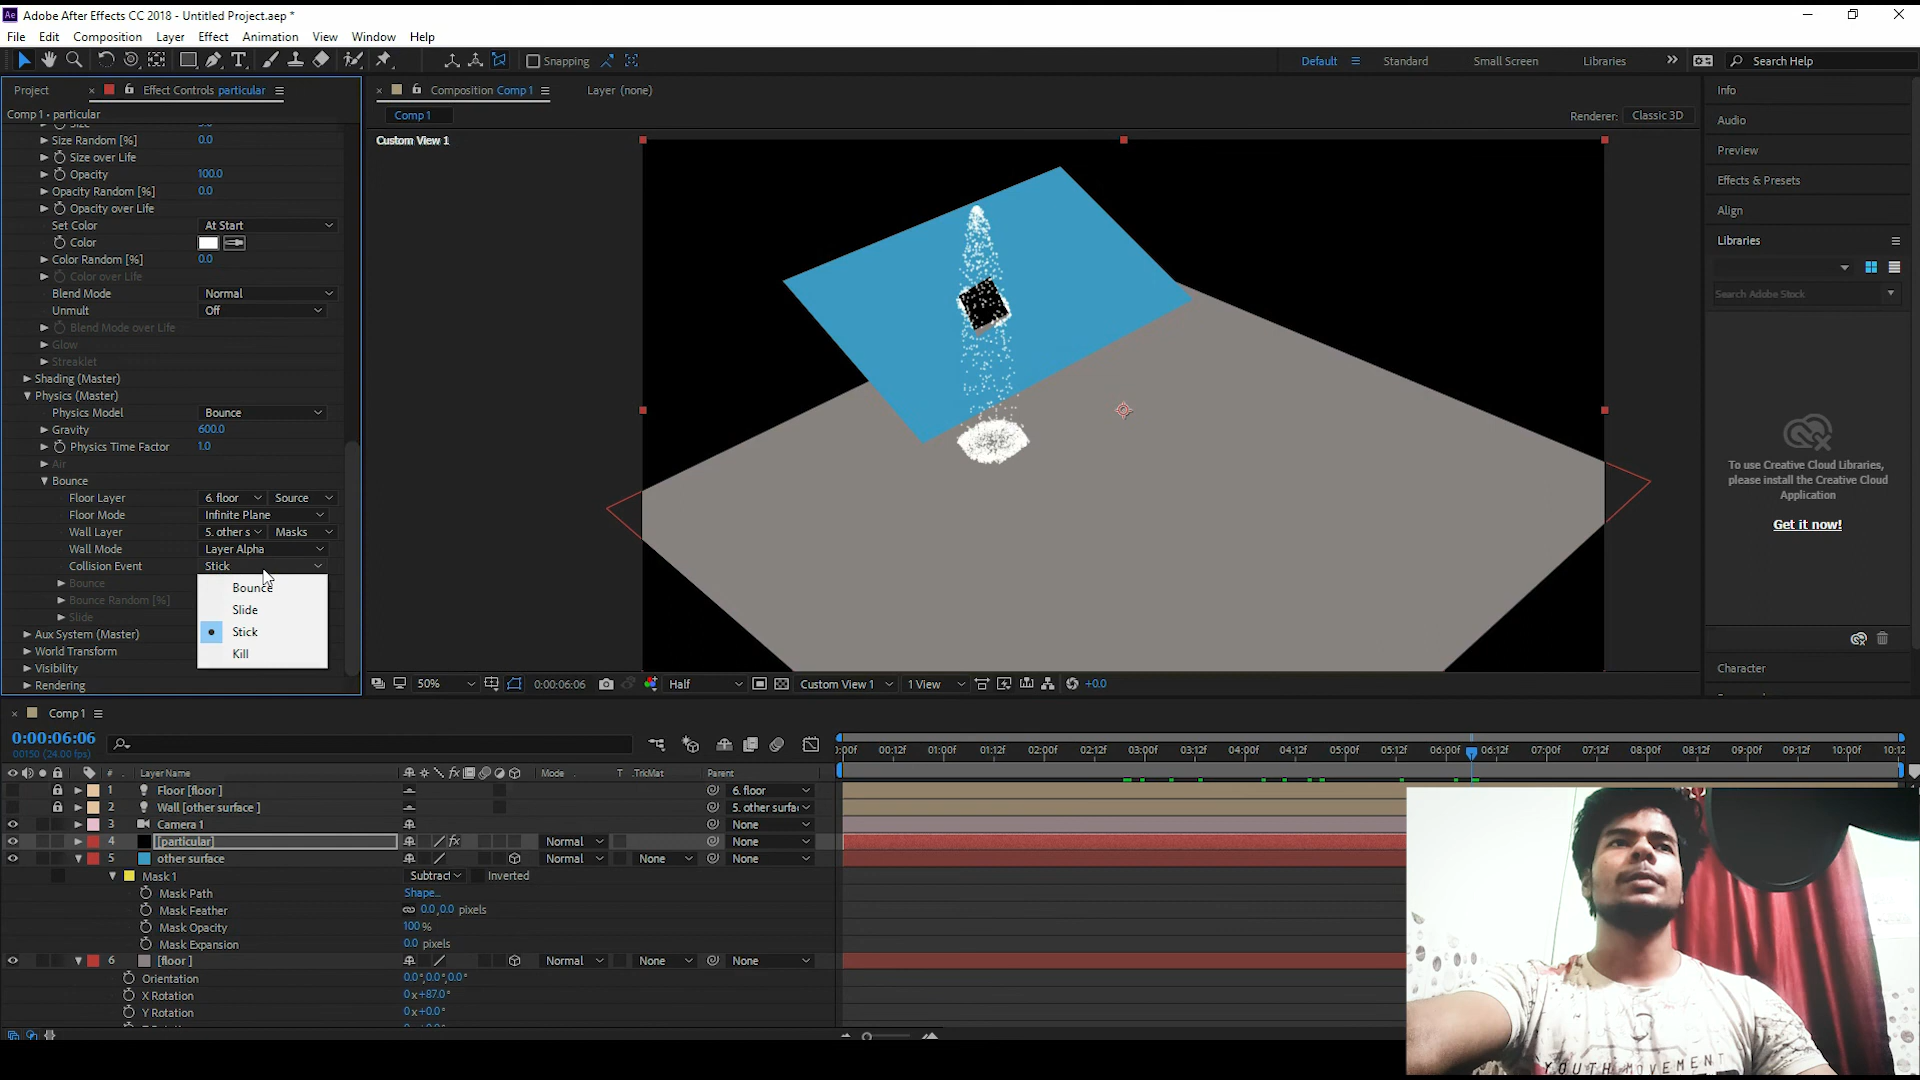 Adobe After Effects CC 2018 - Untitled Project.aep *
File Edit Composition Layer Effect Animation View Window Help
Snapping Default Standard Small Screen Libraries Search Help
Project Effect Controls particular
Comp 1 • particular
Size Random [%] 0.0
Size over Life
Opacity 100.0
Opacity Random [%] 0.0
Opacity over Life
Set Color At Start
Color
Color Random [%] 0.0
Color over Life
Blend Mode Normal
Unmult Off
Blend Mode over Life
Glow
Streaklet
Shading (Master)
Physics (Master)
Physics Model Bounce
Gravity 600.0
Physics Time Factor 1.0
Air
Bounce
Floor Layer 6. floor Source
Floor Mode Infinite Plane
Wall Layer 5. other s Masks
Wall Mode Layer Alpha
Collision Event Stick
Bounce
Bounce Random [%]
Slide
Bounce
Slide
Stick
Kill
Aux System (Master)
World Transform
Visibility
Rendering
Composition Comp 1 Layer (none)
Comp 1
Renderer: Classic 3D
Custom View 1
50% 0:00:06:06 Half Custom View 1 1 View +0.0
Info
Audio
Preview
Effects & Presets
Align
Libraries
Search Adobe Stock
To use Creative Cloud Libraries,
please install the Creative Cloud
Application
Get it now!
Character
Comp 1
0:00:06:06
00150 (24.00 fps)
:00f 00:12f 01:00f 01:12f 02:00f 02:12f 03:00f 03:12f 04:00f 04:12f 05:00f 05:12f 06:00f 06:12f 07:00f 07:12f 08:00f 08:12f 09:00f 09:12f 10:00f 10:12
# Layer Name Mode T .TrkMat Parent
1 Floor [floor ] 6. floor
2 Wall [other surface ] 5. other surfa
3 Camera 1 None
4 [particular] Normal None
5 other surface Normal None None
Mask 1 Subtract Inverted
Mask Path Shape...
Mask Feather 0.0,0.0 pixels
Mask Opacity 100 %
Mask Expansion 0.0 pixels
6 [floor ] Normal None None
Orientation 0.0°,0.0°,0.0°
X Rotation 0x+87.0°
Y Rotation 0x+0.0°
YOUTH MOVEMENT